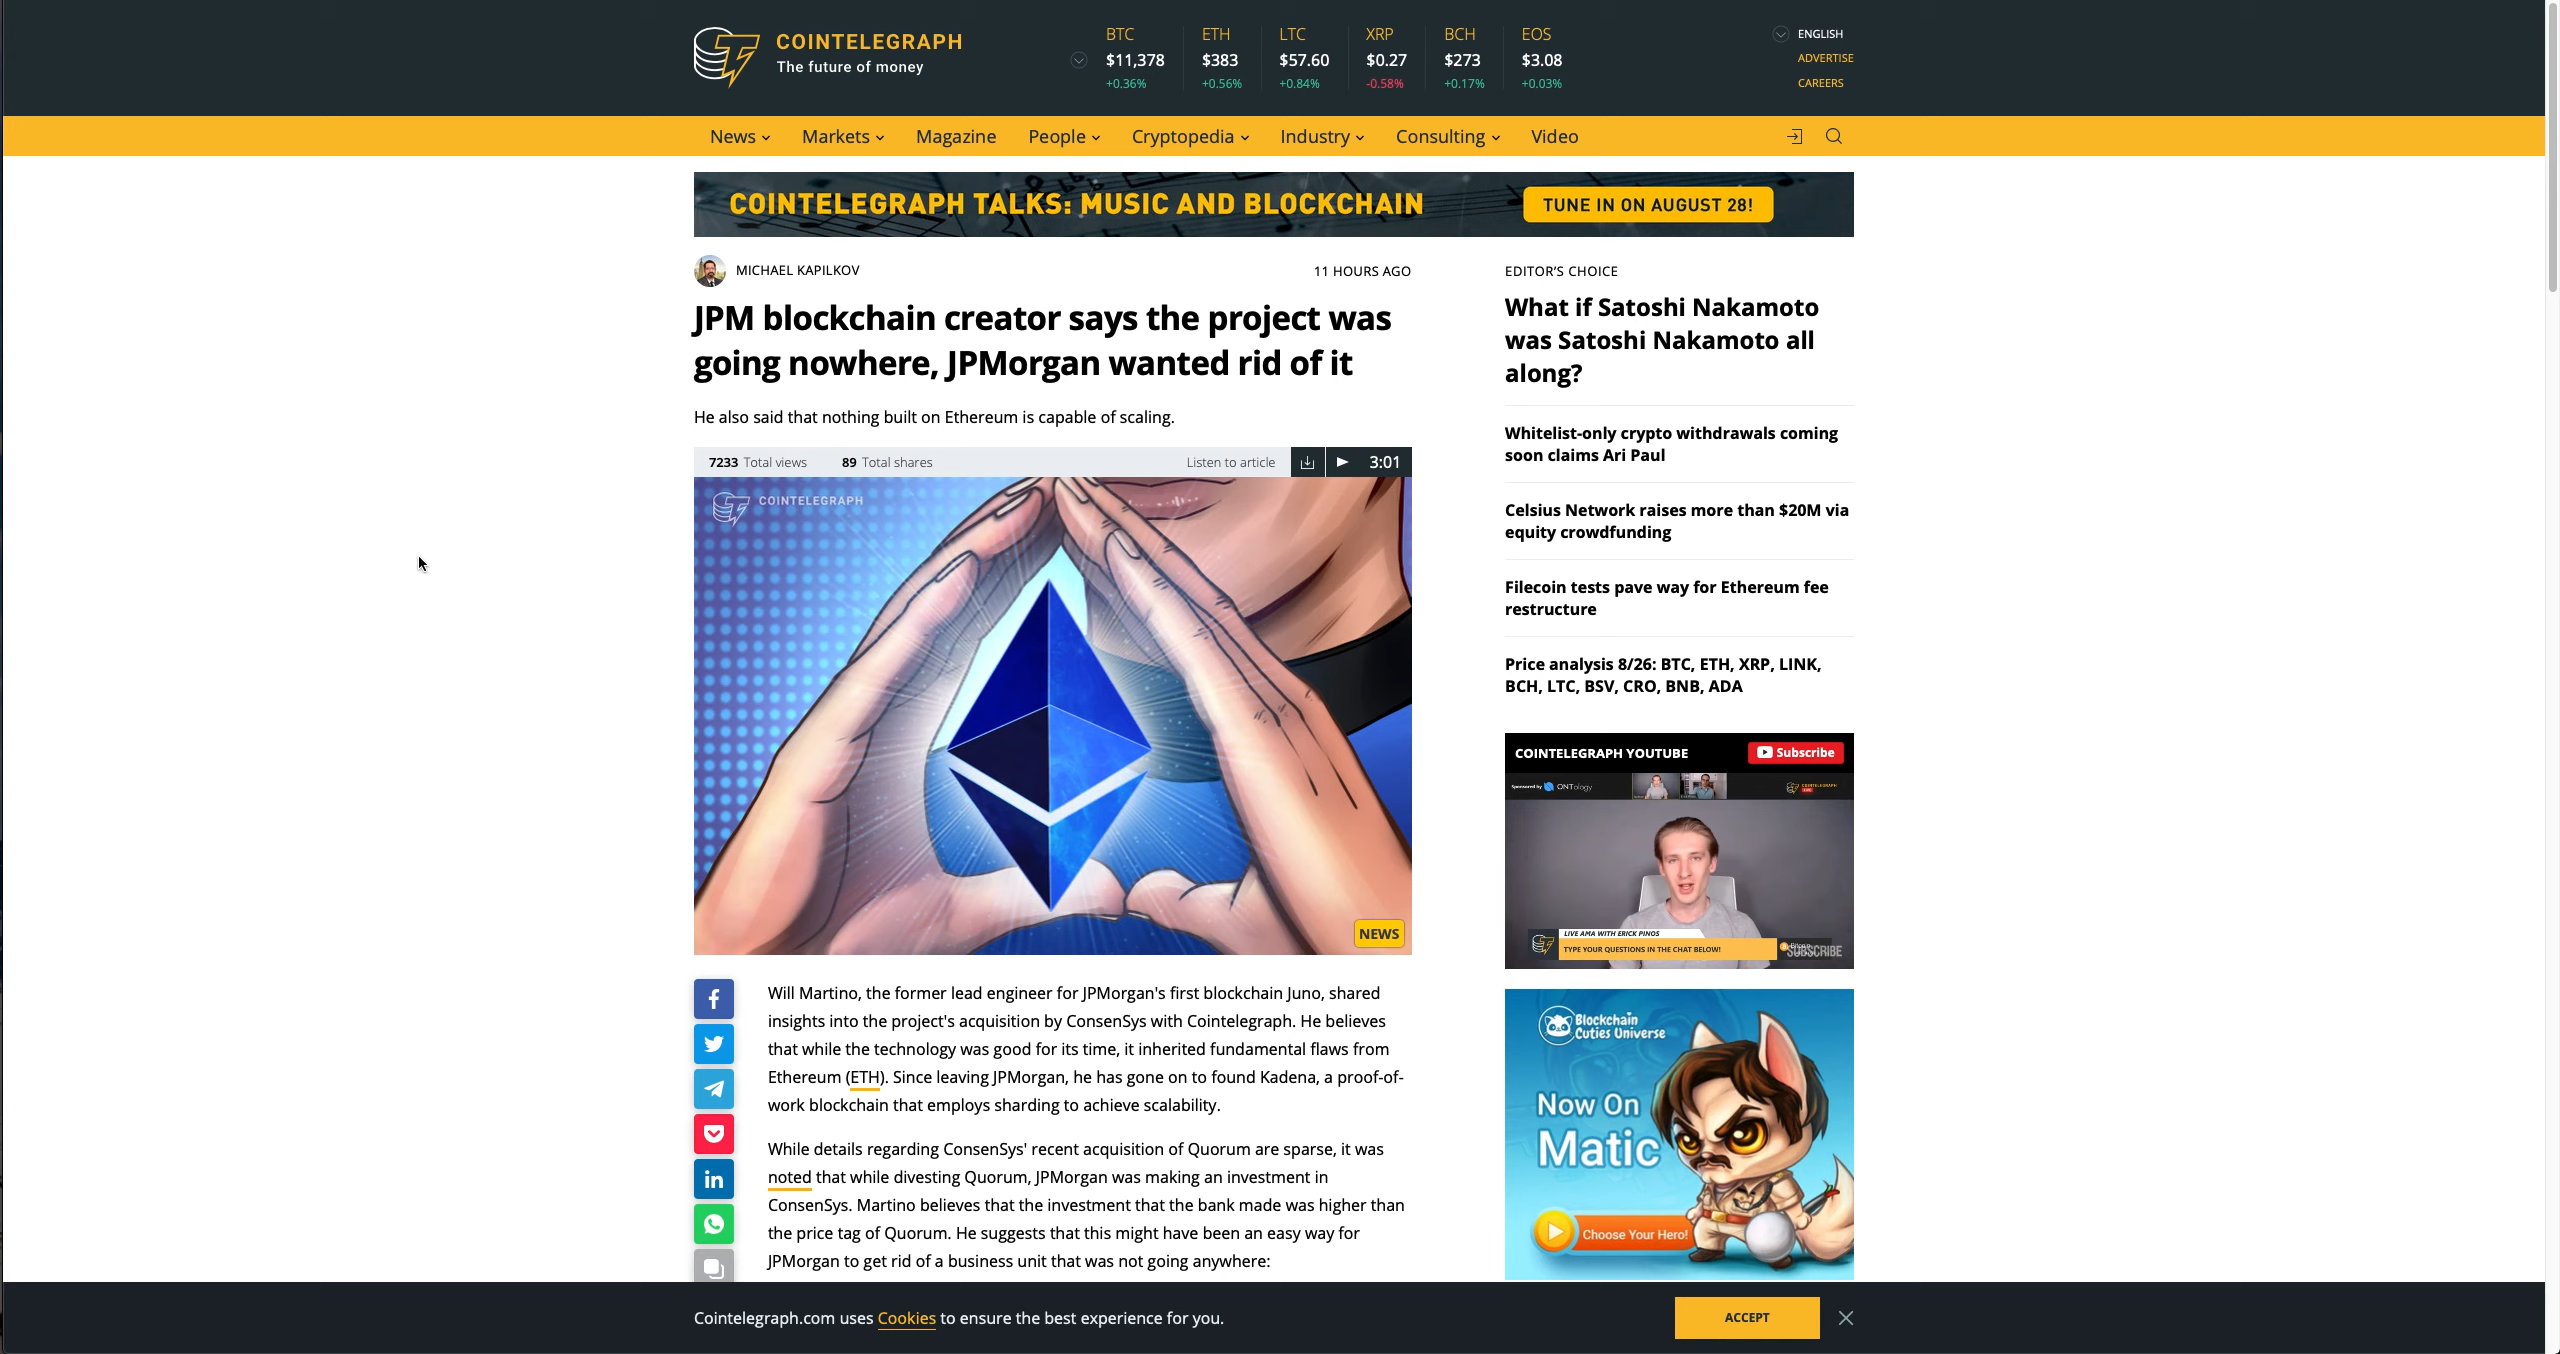 COINTELEGRAPH
The future of money
BTC
$11,378
+0.36%
ETH
$383
+0.56%
LTC
$57.60
+0.84%
XRP
$0.27
-0.58%
BCH
$273
+0.17%
EOS
$3.08
+0.03%
ENGLISH
ADVERTISE
CAREERS
News
Markets
Magazine
People
Cryptopedia
Industry
Consulting
Video
COINTELEGRAPH TALKS: MUSIC AND BLOCKCHAIN
TUNE IN ON AUGUST 28!
MICHAEL KAPILKOV
11 HOURS AGO
JPM blockchain creator says the project was
going nowhere, JPMorgan wanted rid of it
He also said that nothing built on Ethereum is capable of scaling.
7233 Total views
89 Total shares
Listen to article
3:01
COINTELEGRAPH
NEWS
Will Martino, the former lead engineer for JPMorgan's first blockchain Juno, shared
insights into the project's acquisition by ConsenSys with Cointelegraph. He believes
that while the technology was good for its time, it inherited fundamental flaws from
Ethereum (ETH). Since leaving JPMorgan, he has gone on to found Kadena, a proof-of-
work blockchain that employs sharding to achieve scalability.
While details regarding ConsenSys' recent acquisition of Quorum are sparse, it was
noted that while divesting Quorum, JPMorgan was making an investment in
ConsenSys. Martino believes that the investment that the bank made was higher than
the price tag of Quorum. He suggests that this might have been an easy way for
JPMorgan to get rid of a business unit that was not going anywhere:
EDITOR'S CHOICE
What if Satoshi Nakamoto
was Satoshi Nakamoto all
along?
Whitelist-only crypto withdrawals coming
soon claims Ari Paul
Celsius Network raises more than $20M via
equity crowdfunding
Filecoin tests pave way for Ethereum fee
restructure
Price analysis 8/26: BTC, ETH, XRP, LINK,
BCH, LTC, BSV, CRO, BNB, ADA
COINTELEGRAPH YOUTUBE
Subscribe
Sponsored by ONTology
COINTELEGRAPH
LIVE AMA WITH ERICK PINOS
TYPE YOUR QUESTIONS IN THE CHAT BELOW!
SUBSCRIBE
Blockchain
Cuties Universe
Now On
Matic
Choose Your Hero!
Cointelegraph.com uses Cookies to ensure the best experience for you.
ACCEPT